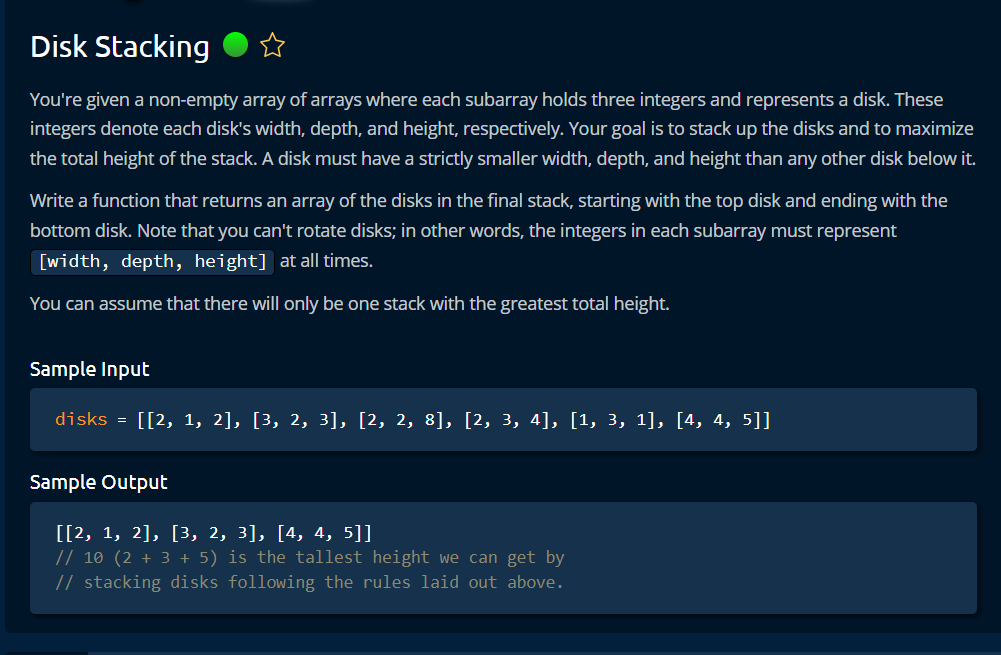 Disk Stacking
You're given a non-empty array of arrays where each subarray holds three integers and represents a disk. These
integers denote each disk's width, depth, and height, respectively. Your goal is to stack up the disks and to maximize
the total height of the stack. A disk must have a strictly smaller width, depth, and height than any other disk below it.
Write a function that returns an array of the disks in the final stack, starting with the top disk and ending with the
bottom disk. Note that you can't rotate disks; in other words, the integers in each subarray must represent
[width, depth, height] at all times.
You can assume that there will only be one stack with the greatest total height.
Sample Input
disks = [[2, 1, 2], [3, 2, 3], [2, 2, 8], [2, 3, 4], [1, 3, 1], [4, 4, 5]]
Sample Output
[[2, 1, 2], [3, 2, 3], [4, 4, 5]]
// 10 (2 + 3 + 5) is the tallest height we can get by
// stacking disks following the rules laid out above.